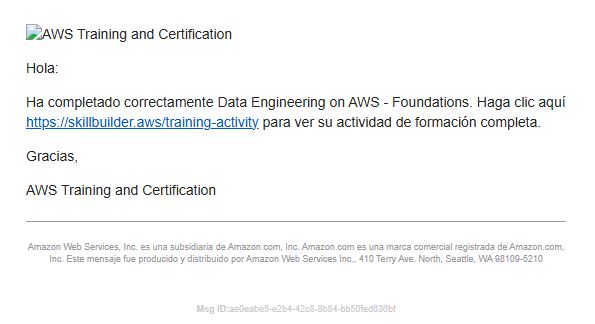 AWS Training and Certification
Hola:
Ha completado correctamente Data Engineering on AWS - Foundations. Haga clic aquí
https://skillbuilder.aws/training-activity para ver su actividad de formación completa.
Gracias,
AWS Training and Certification
Amazon Web Services, Inc. es una subsidiaria de Amazon.com, Inc. Amazon.com es una marca comercial registrada de Amazon.com,
Inc. Este mensaje fue producido y distribuido por Amazon Web Services Inc., 410 Terry Ave. North, Seattle, WA 98109-5210
Msg ID:ae0eabe5-e2b4-42c8-8b84-bb50fed636bf